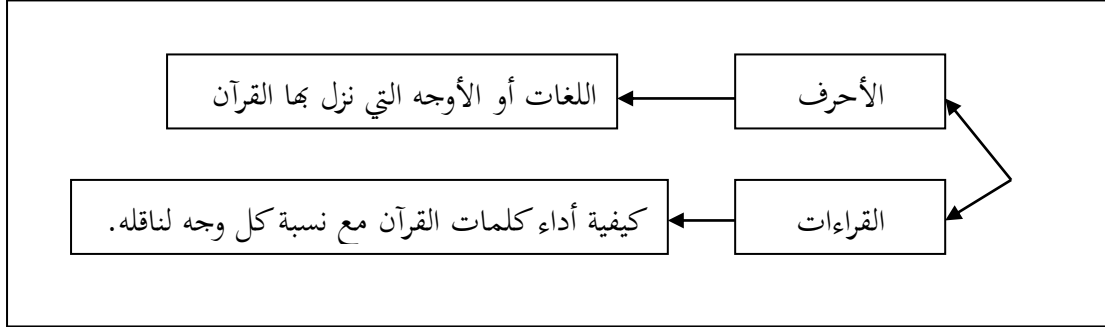 الأحرف
اللغات أو الأوجه التي نزل بها القرآن
القراءات
كيفية أداء كلمات القرآن مع نسبة كل وجه لناقله.